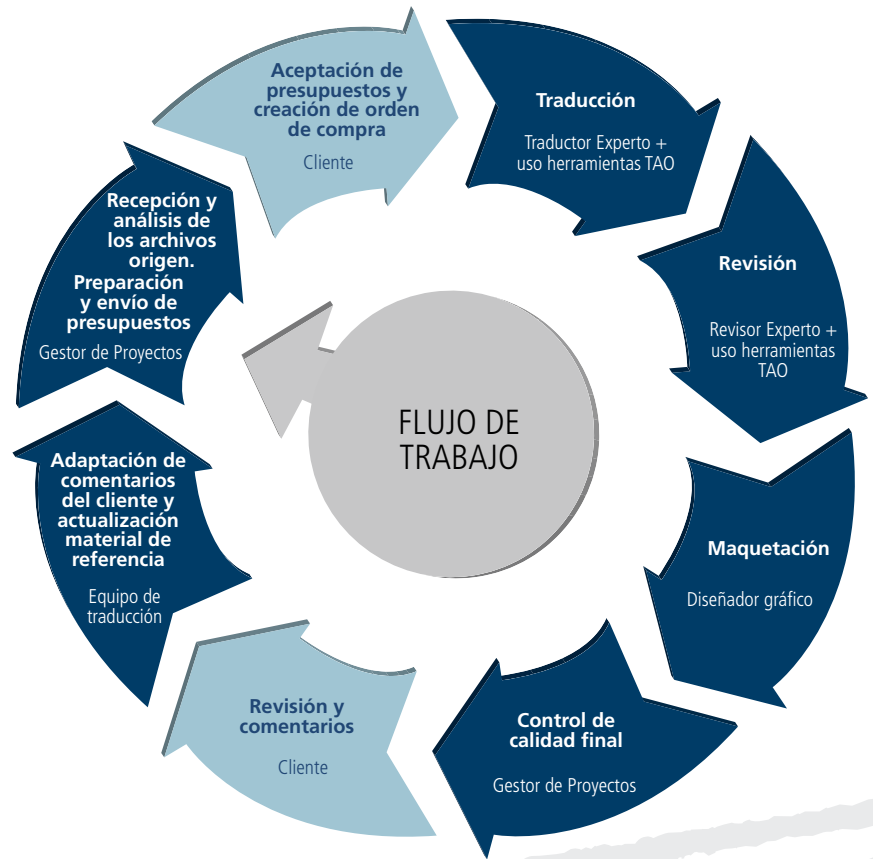 FLUJO DE
TRABAJO
Recepción y
análisis de
los archivos
origen.
Preparación
y envío de
presupuestos
Gestor de Proyectos
Aceptación de
presupuestos y
creación de orden
de compra
Cliente
Traducción
Traductor Experto +
uso herramientas TAO
Revisión
Revisor Experto +
uso herramientas
TAO
Maquetación
Diseñador gráfico
Control de
calidad final
Gestor de Proyectos
Revisión y
comentarios
Cliente
Adaptación de
comentarios
del cliente y
actualización
material de
referencia
Equipo de
traducción